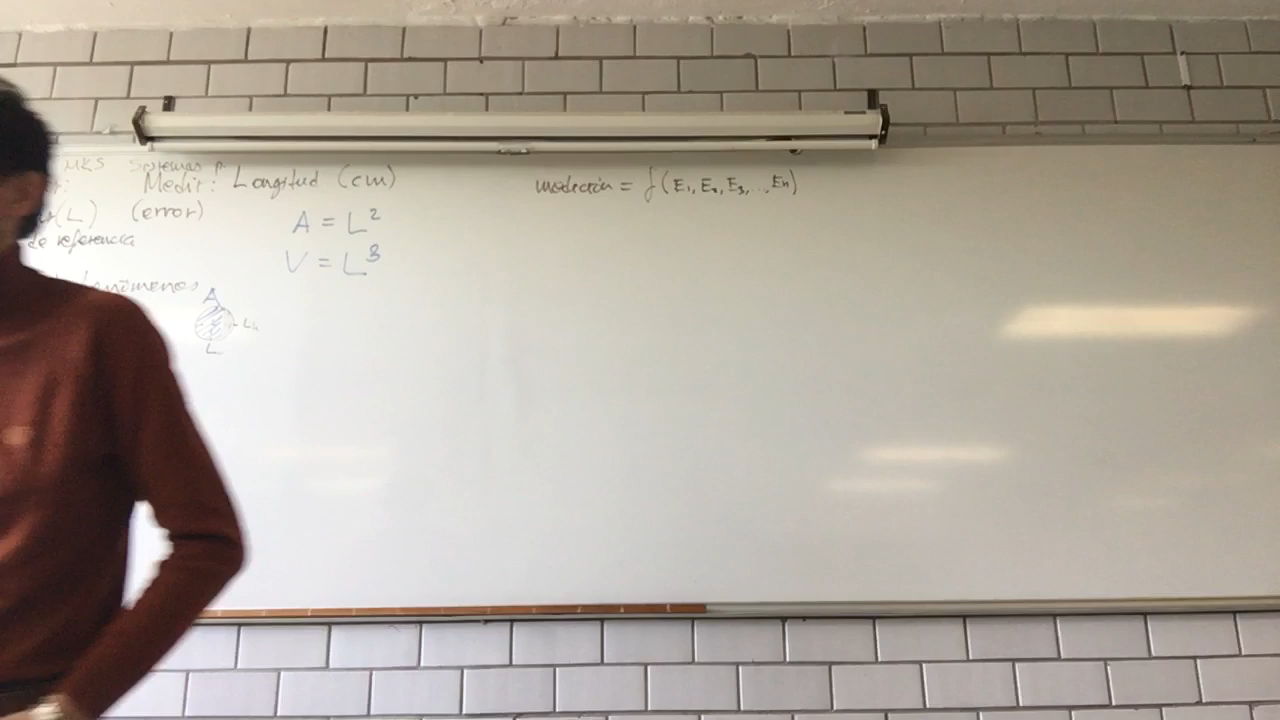 MKS Sistemas
Medir: Longitud (cm)
(L) (error)
de referencia
fenómenos
A = L²
V = L³
A
L
medición = f(E₁, E₂, E₃, ..., En)